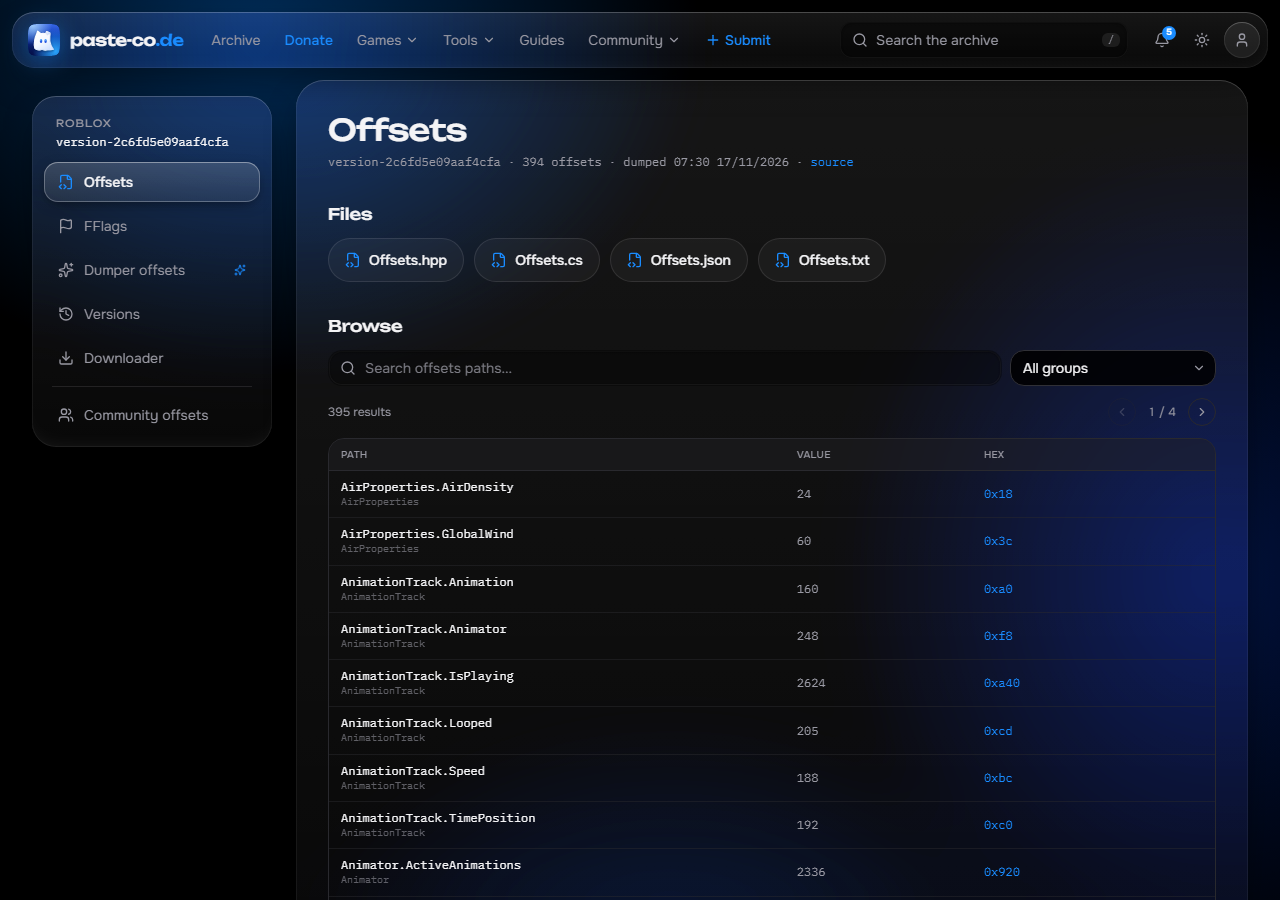 paste-co.de Archive Donate Games Tools Guides Community + Submit Search the archive / 5
ROBLOX
version-2c6fd5e09aaf4cfa
Offsets
FFlags
Dumper offsets
Versions
Downloader
Community offsets
Offsets
version-2c6fd5e09aaf4cfa · 394 offsets · dumped 07:30 17/11/2026 · source
Files
Offsets.hpp Offsets.cs Offsets.json Offsets.txt
Browse
Search offsets paths... All groups
395 results 1 / 4
PATH VALUE HEX
AirProperties.AirDensity
AirProperties
24 0x18
AirProperties.GlobalWind
AirProperties
60 0x3c
AnimationTrack.Animation
AnimationTrack
160 0xa0
AnimationTrack.Animator
AnimationTrack
248 0xf8
AnimationTrack.IsPlaying
AnimationTrack
2624 0xa40
AnimationTrack.Looped
AnimationTrack
205 0xcd
AnimationTrack.Speed
AnimationTrack
188 0xbc
AnimationTrack.TimePosition
AnimationTrack
192 0xc0
Animator.ActiveAnimations
Animator
2336 0x920